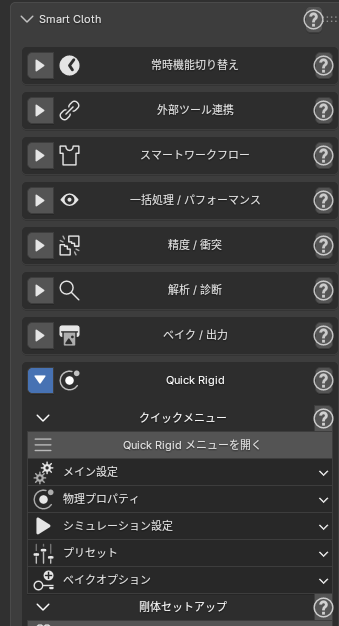 Smart Cloth
常時機能切り替え
外部ツール連携
スマートワークフロー
一括処理 / パフォーマンス
精度 / 衝突
解析 / 診断
ベイク / 出力
Quick Rigid
クイックメニュー
Quick Rigid メニューを開く
メイン設定
物理プロパティ
シミュレーション設定
プリセット
ベイクオプション
剛体セットアップ